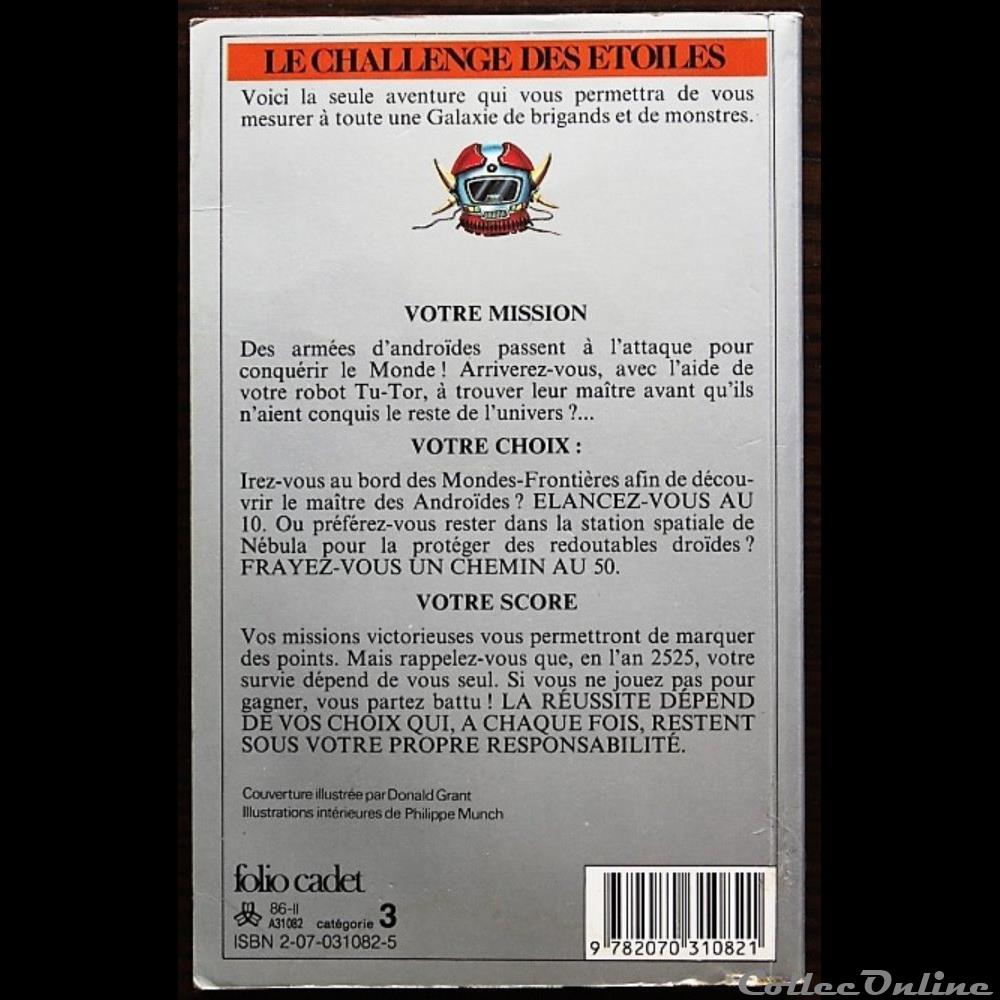 LE CHALLENGE DES ETOILES
Voici la seule aventure qui vous permettra de vous
mesurer à toute une Galaxie de brigands et de monstres.
VOTRE MISSION
Des armées d'androïdes passent à l'attaque pour
conquérir le Monde ! Arriverez-vous, avec l'aide de
votre robot Tu-Tor, à trouver leur maître avant qu'ils
n'aient conquis le reste de l'univers ?...
VOTRE CHOIX :
Irez-vous au bord des Mondes-Frontières afin de décou-
vrir le maître des Androïdes ? ELANCEZ-VOUS AU
10. Ou préférez-vous rester dans la station spatiale de
Nébula pour la protéger des redoutables droïdes ?
FRAYEZ-VOUS UN CHEMIN AU 50.
VOTRE SCORE
Vos missions victorieuses vous permettront de marquer
des points. Mais rappelez-vous que, en l'an 2525, votre
survie dépend de vous seul. Si vous ne jouez pas pour
gagner, vous partez battu ! LA RÉUSSITE DÉPEND
DE VOS CHOIX QUI, A CHAQUE FOIS, RESTENT
SOUS VOTRE PROPRE RESPONSABILITÉ.
Couverture illustrée par Donald Grant
Illustrations intérieures de Philippe Munch
folio cadet
86-II
A31082 catégorie 3
ISBN 2-07-031082-5
9 782070 310821
CollecOnline